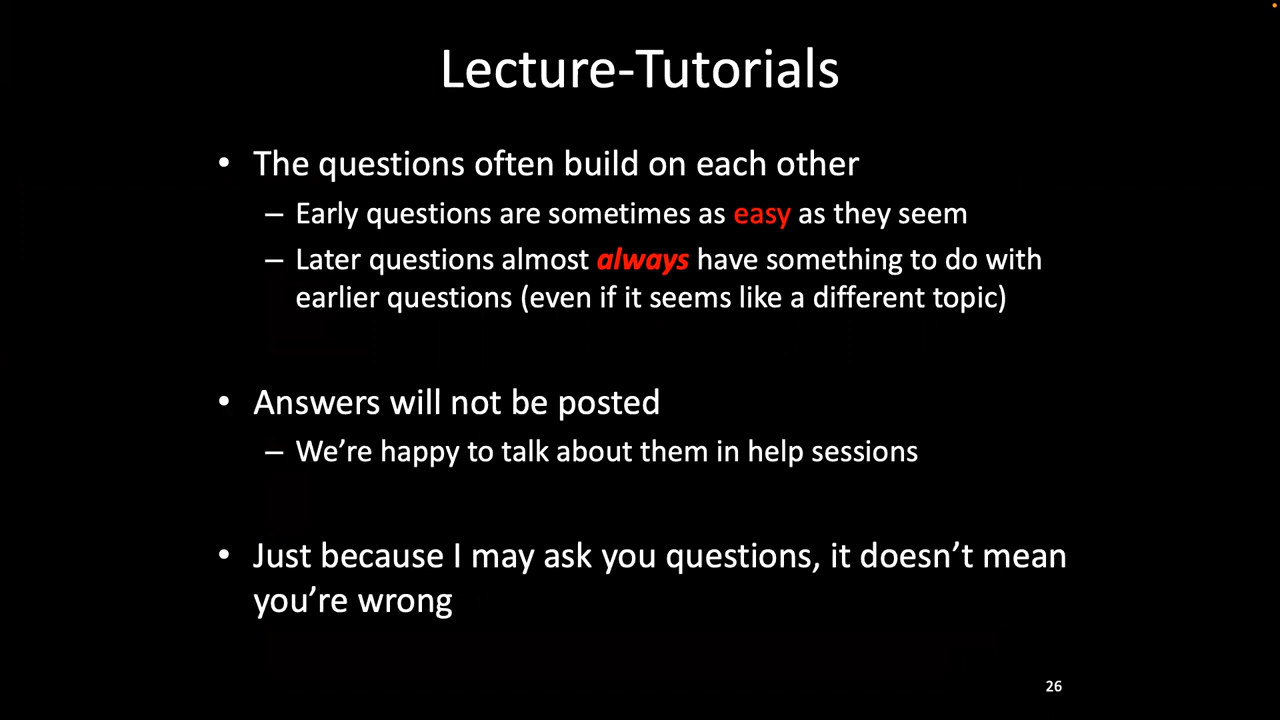 Lecture-Tutorials
• The questions often build on each other
– Early questions are sometimes as easy as they seem
– Later questions almost always have something to do with
earlier questions (even if it seems like a different topic)
• Answers will not be posted
– We’re happy to talk about them in help sessions
• Just because I may ask you questions, it doesn’t mean
you’re wrong
26